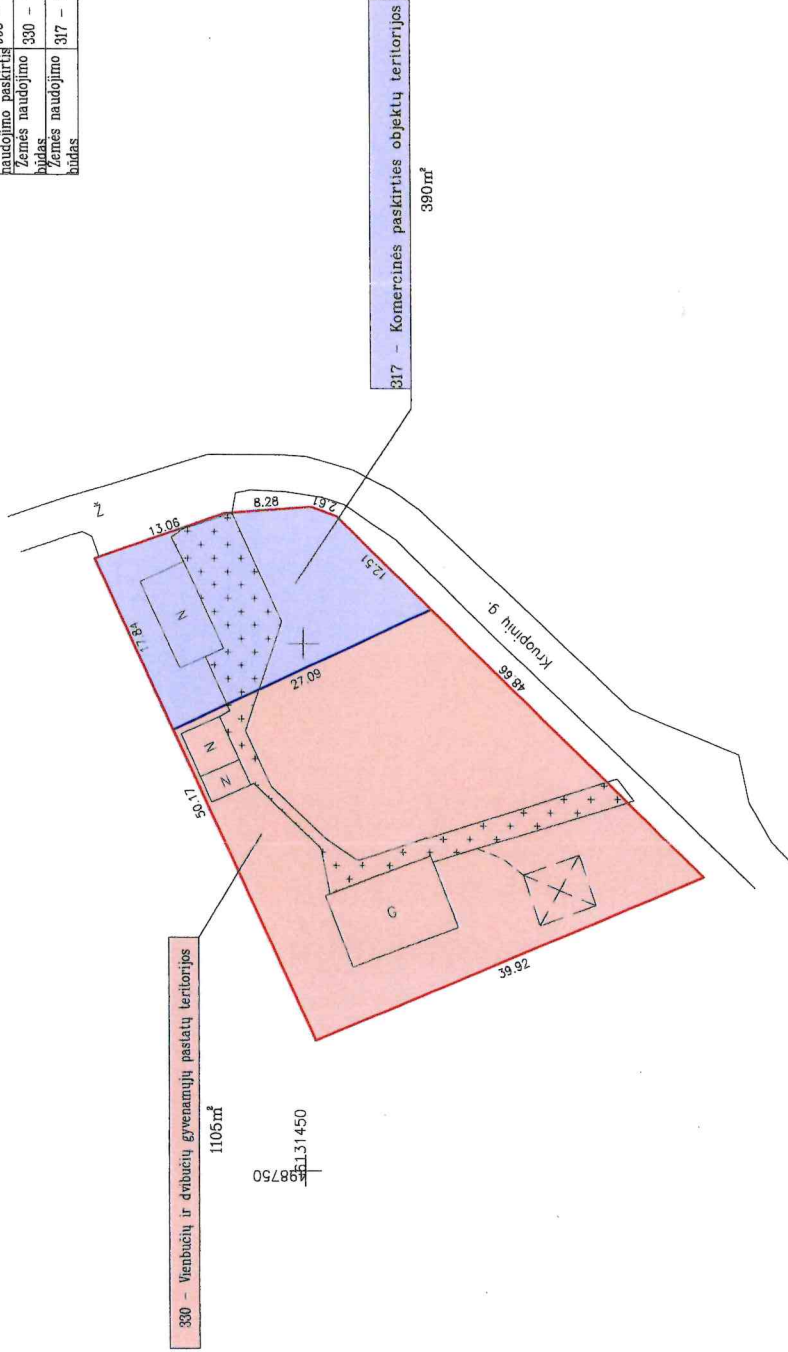 naudojimo paskirtis
Žemės naudojimo būdas
330 -
Žemės naudojimo būdas
317 -
317 - Komercinės paskirties objektų teritorijos
390m²
Ž
13.06
8.28
2.61
12.51
17.84
N
27.09
Kruopinių g.
48.66
N
N
50.17
G
39.92
330 - Vienbučių ir dvibučių gyvenamųjų pastatų teritorijos
1105m²
6131450
498750